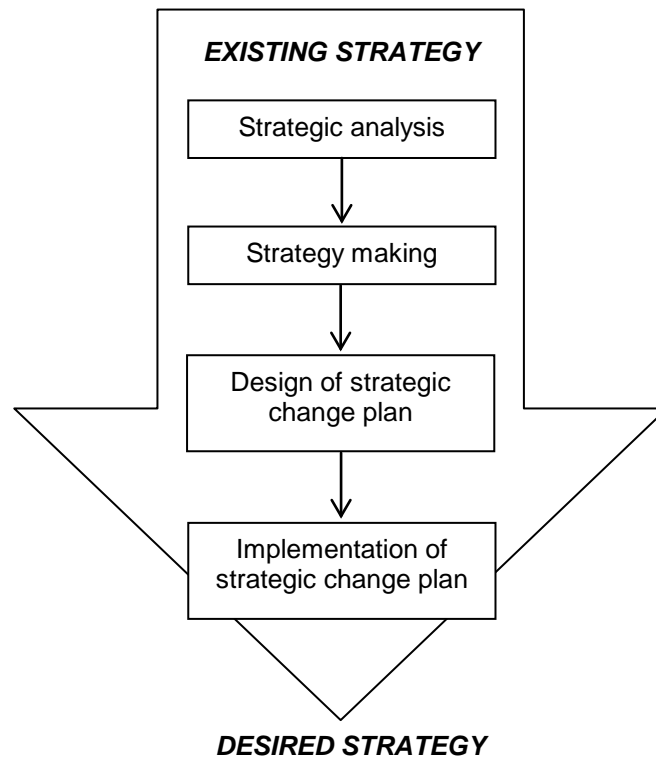 EXISTING STRATEGY
Strategic analysis
Strategy making
Design of strategic
change plan
Implementation of
strategic change plan
DESIRED STRATEGY